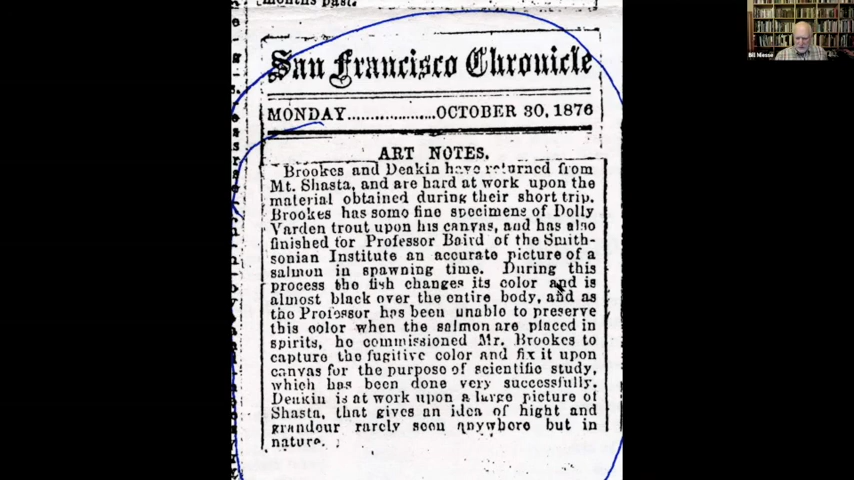 months past.
San Francisco Chronicle
MONDAY...................OCTOBER 30, 1876
ART NOTES.
Brookes and Deakin have returned from
Mt. Shasta, and are hard at work upon the
material obtained during their short trip.
Brookes has some fine specimens of Dolly
Varden trout upon his canvas, and has also
finished for Professor Baird of the Smith-
sonian Institute an accurate picture of a
salmon in spawning time. During this
process the fish changes its color and is
almost black over the entire body, and as
the Professor has been unable to preserve
this color when the salmon are placed in
spirits, he commissioned Mr. Brookes to
capture the fugitive color and fix it upon
canvas for the purpose of scientific study,
which has been done very successfully.
Deakin is at work upon a large picture of
Shasta, that gives an idea of hight and
grandeur rarely seen anywhere but in
nature.
Bill Miesse